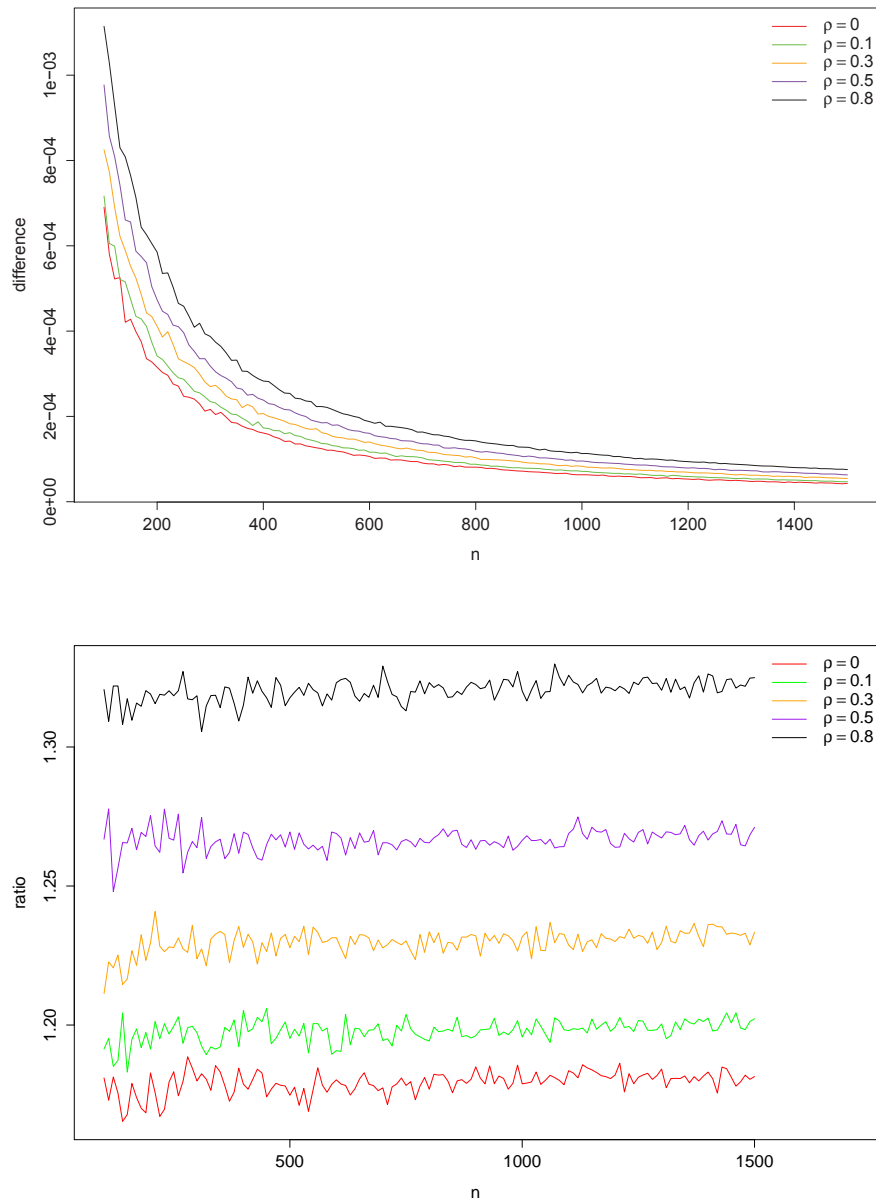 ρ = 0
ρ = 0.1
ρ = 0.3
ρ = 0.5
ρ = 0.8
difference
1e−03
8e−04
6e−04
4e−04
2e−04
0e+00
200 400 600 800 1000 1200 1400
n
ρ = 0
ρ = 0.1
ρ = 0.3
ρ = 0.5
ρ = 0.8
ratio
1.30
1.25
1.20
500 1000 1500
n